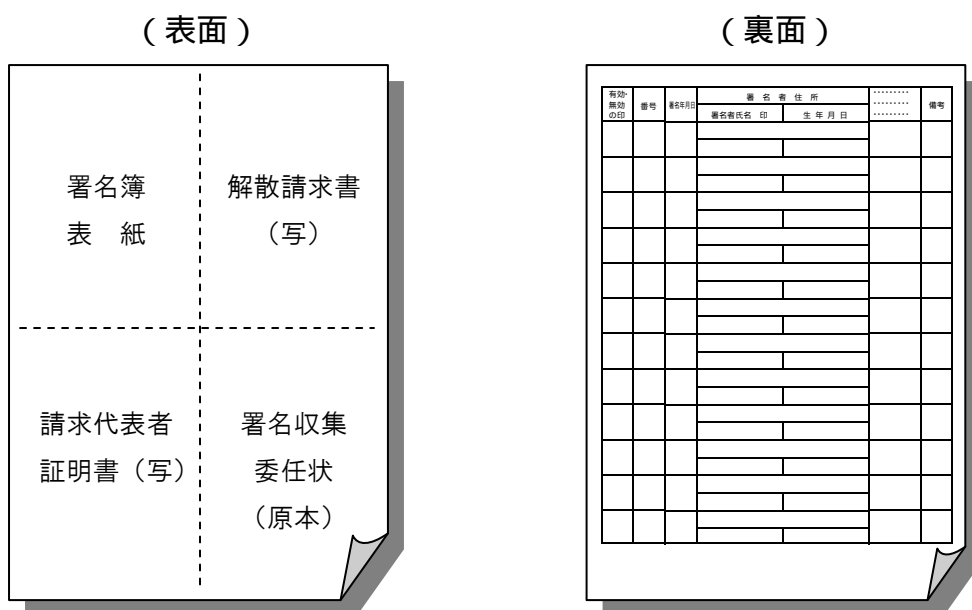 （表面）
署名簿
表　紙
解散請求書
（写）
請求代表者
証明書（写）
署名収集
委任状
（原本）
（裏面）
有効・
無効
の印
番号
署名年月日
署　名　者　住　所
署名者氏名　印
生　年　月　日
………
………
………
備考